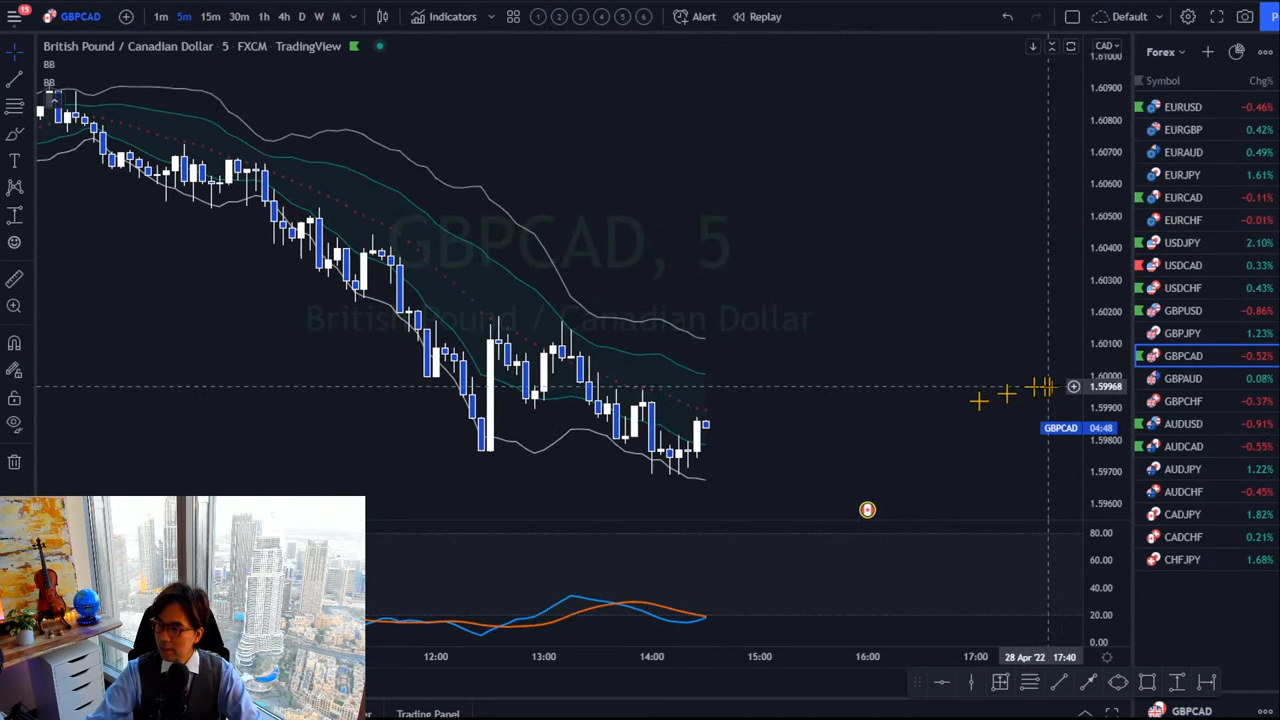 15
GBPCAD
1m 5m 15m 30m 1h 4h D W M
Indicators
1 2 3 4 5 6
Alert
Replay
Default
British Pound / Canadian Dollar · 5 · FXCM · TradingView
BB
BB
GBPCAD, 5
British Pound / Canadian Dollar
CAD
1.61000
1.60900
1.60800
1.60700
1.60600
1.60500
1.60400
1.60300
1.60200
1.60100
1.60000
1.59968
1.59900
GBPCAD 04:48
1.59800
1.59700
1.59600
80.00
60.00
40.00
20.00
0.00
12:00 13:00 14:00 15:00 16:00 17:00 28 Apr '22 17:40
Trading Panel
Forex
Symbol Chg%
EURUSD −0.46%
EURGBP 0.42%
EURAUD 0.49%
EURJPY 1.61%
EURCAD −0.11%
EURCHF −0.01%
USDJPY 2.10%
USDCAD 0.33%
USDCHF 0.43%
GBPUSD −0.86%
GBPJPY 1.23%
GBPCAD −0.52%
GBPAUD 0.08%
GBPCHF −0.37%
AUDUSD −0.91%
AUDCAD −0.55%
AUDJPY 1.22%
AUDCHF −0.45%
CADJPY 1.82%
CADCHF 0.21%
CHFJPY 1.68%
GBPCAD